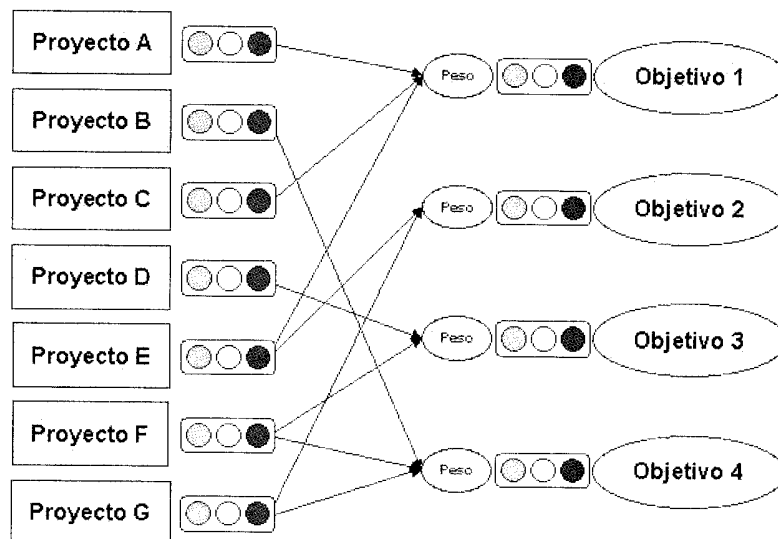 Proyecto A
Peso
Objetivo 1
Proyecto B
Proyecto C
Peso
Objetivo 2
Proyecto D
Peso
Objetivo 3
Proyecto E
Proyecto F
Peso
Objetivo 4
Proyecto G